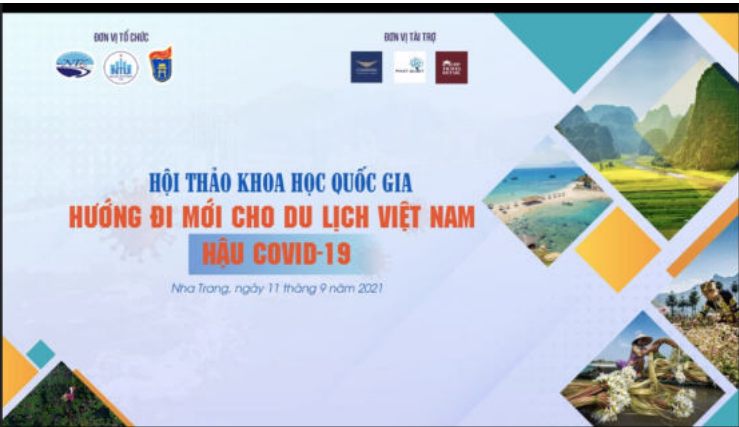 ĐƠN VỊ TỔ CHỨC
ĐƠN VỊ TÀI TRỢ
HỘI THẢO KHOA HỌC QUỐC GIA
HƯỚNG ĐI MỚI CHO DU LỊCH VIỆT NAM
HẬU COVID-19
Nha Trang, ngày 11 tháng 9 năm 2021